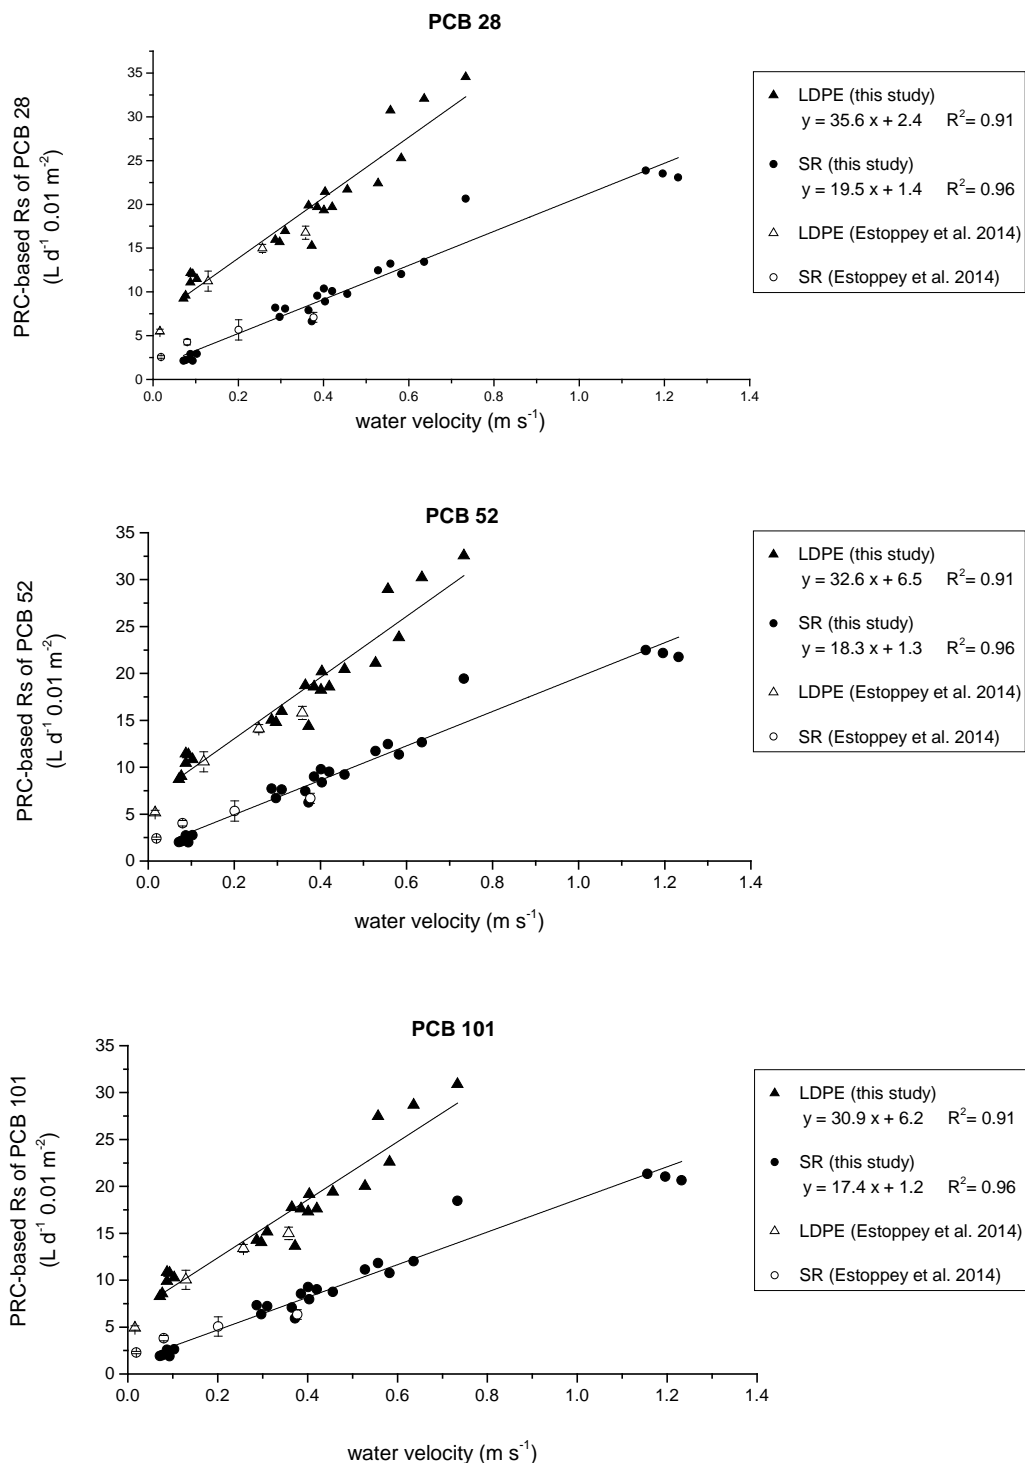 PCB 28
PRC-based Rs of PCB 28
(L d⁻¹ 0.01 m⁻²)
35
30
25
20
15
10
5
0
0.0 0.2 0.4 0.6 0.8 1.0 1.2 1.4
water velocity (m s⁻¹)
LDPE (this study)
y = 35.6 x + 2.4 R²= 0.91
SR (this study)
y = 19.5 x + 1.4 R²= 0.96
LDPE (Estoppey et al. 2014)
SR (Estoppey et al. 2014)
PCB 52
PRC-based Rs of PCB 52
(L d⁻¹ 0.01 m⁻²)
35
30
25
20
15
10
5
0
0.0 0.2 0.4 0.6 0.8 1.0 1.2 1.4
water velocity (m s⁻¹)
LDPE (this study)
y = 32.6 x + 6.5 R²= 0.91
SR (this study)
y = 18.3 x + 1.3 R²= 0.96
LDPE (Estoppey et al. 2014)
SR (Estoppey et al. 2014)
PCB 101
PRC-based Rs of PCB 101
(L d⁻¹ 0.01 m⁻²)
35
30
25
20
15
10
5
0
0.0 0.2 0.4 0.6 0.8 1.0 1.2 1.4
water velocity (m s⁻¹)
LDPE (this study)
y = 30.9 x + 6.2 R²= 0.91
SR (this study)
y = 17.4 x + 1.2 R²= 0.96
LDPE (Estoppey et al. 2014)
SR (Estoppey et al. 2014)